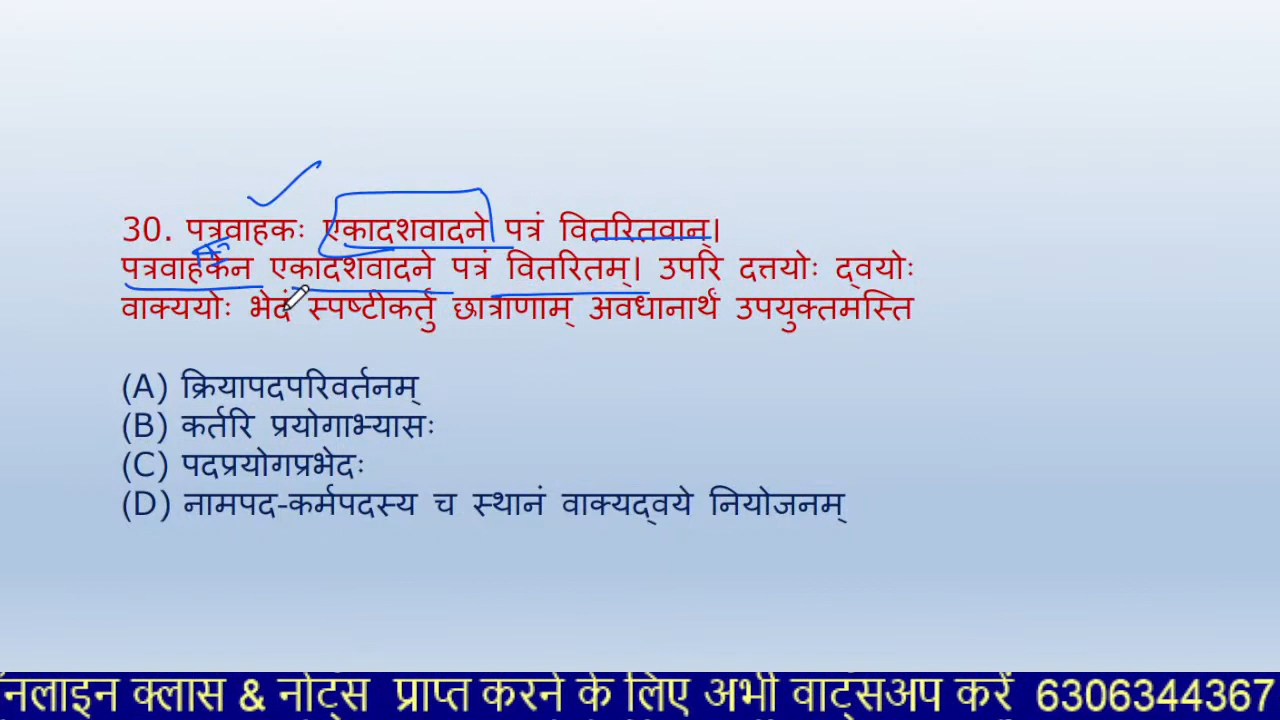 30. पत्रवाहकः एकादशवादने पत्रं वितरितवान्।
पत्रवाहकेन एकादशवादने पत्रं वितरितम्। उपरि दत्तयोः द्वयोः
वाक्ययोः भेदं स्पष्टीकर्तु छात्राणाम् अवधानार्थं उपयुक्तमस्ति
(A) क्रियापदपरिवर्तनम्
(B) कर्तरि प्रयोगाभ्यासः
(C) पदप्रयोगप्रभेदः
(D) नामपद-कर्मपदस्य च स्थानं वाक्यद्वये नियोजनम्
नलाइन क्लास & नोट्स प्राप्त करने के लिए अभी वाट्सअप करें 6306344367